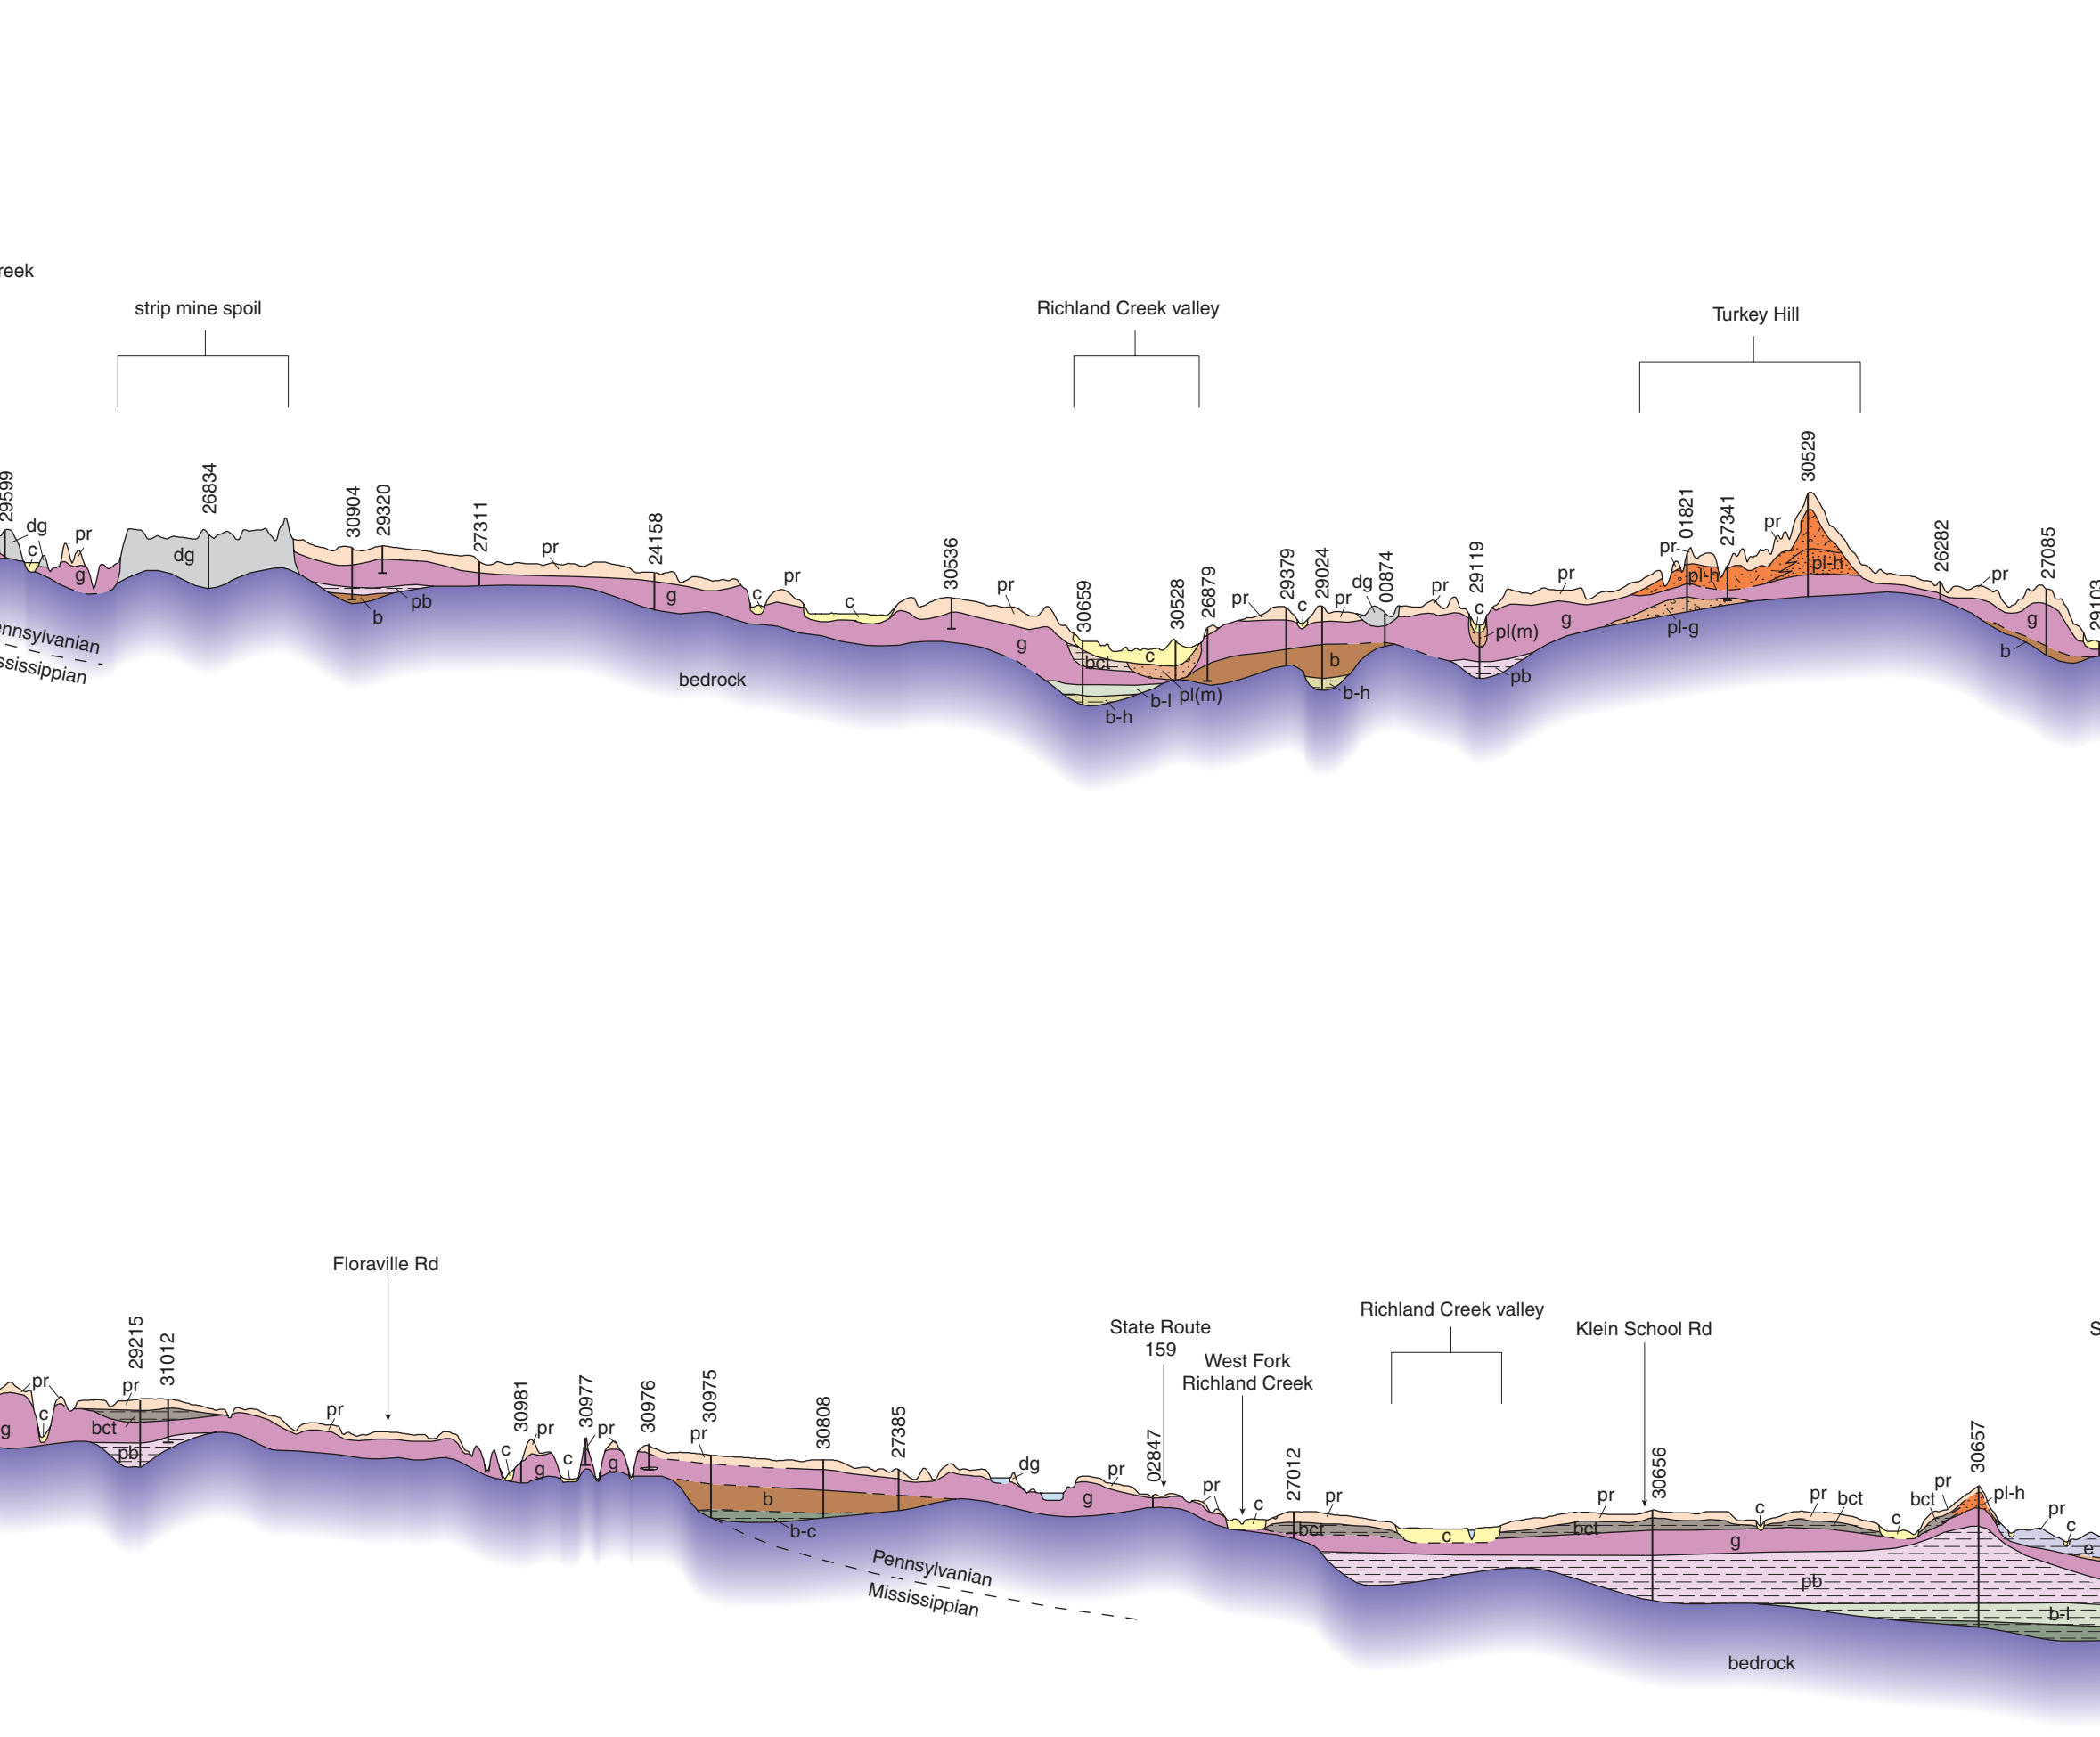 reek
strip mine spoil
Richland Creek valley
Turkey Hill
29599
26834
30904
29320
27311
24158
30536
30659
30528
26879
29379
29024
00874
29119
01821
27341
30529
26282
27085
29103
dg
c
pr
g
dg
b
pb
pr
g
c
pr
c
pr
g
bct
c
b-l
pl(m)
b-h
pr
c
pr
dg
b
b-h
pr
c
pl(m)
pb
pr
g
pr
pl-h
pl-g
pr
pl-h
pr
g
b
ennsylvanian
ssissippian
bedrock
Floraville Rd
State Route
159
West Fork
Richland Creek
Richland Creek valley
Klein School Rd
S
29215
31012
30981
30977
30976
30975
30808
27385
02847
27012
30656
30657
g
pr
c
pr
bct
pb
pr
c
pr
g
c
pr
g
pr
b
b-c
dg
g
pr
pr
c
bct
pr
c
pr
bct
g
c
pr
bct
c
bct
pr
pl-h
pr
c
e
pb
b-l
Pennsylvanian
Mississippian
bedrock